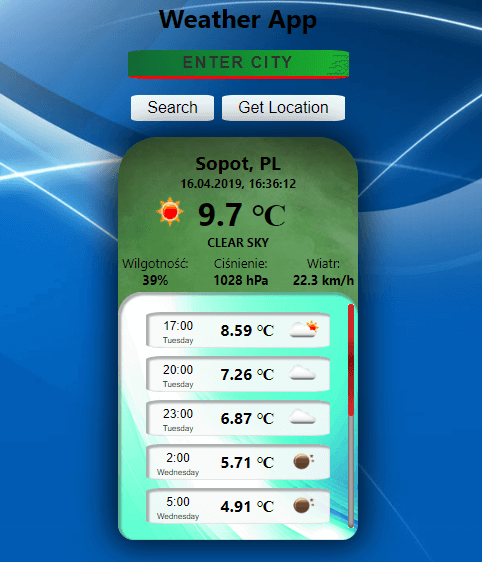 Weather App
ENTER CITY
Search Get Location
Sopot, PL
16.04.2019, 16:36:12
9.7 °C
CLEAR SKY
Wilgotność: Ciśnienie: Wiatr:
39% 1028 hPa 22.3 km/h
17:00 8.59 °C
Tuesday
20:00 7.26 °C
Tuesday
23:00 6.87 °C
Tuesday
2:00 5.71 °C
Wednesday
5:00 4.91 °C
Wednesday